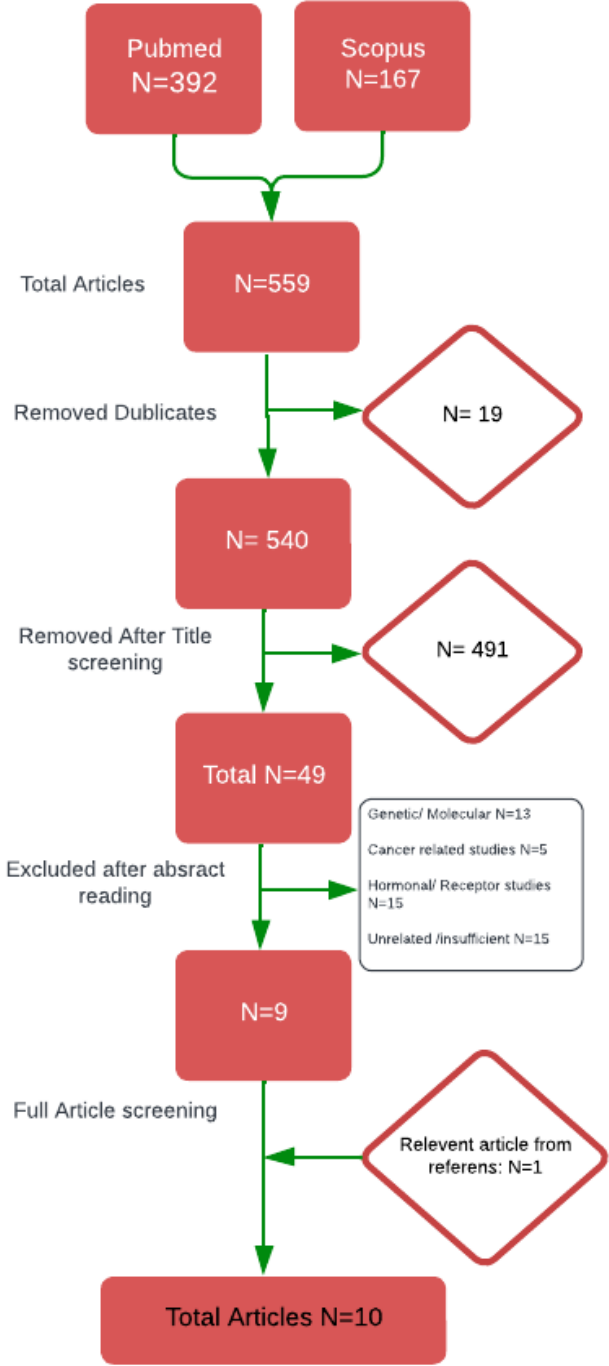 Pubmed
N=392
Scopus
N=167
Total Articles
N=559
Removed Dublicates
N= 19
N= 540
Removed After Title
screening
N= 491
Total N=49
Genetic/ Molecular N=13
Cancer related studies N=5
Hormonal/ Receptor studies
N=15
Unrelated /insufficient N=15
Excluded after absract
reading
N=9
Full Article screening
Relevent article from
referens: N=1
Total Articles N=10